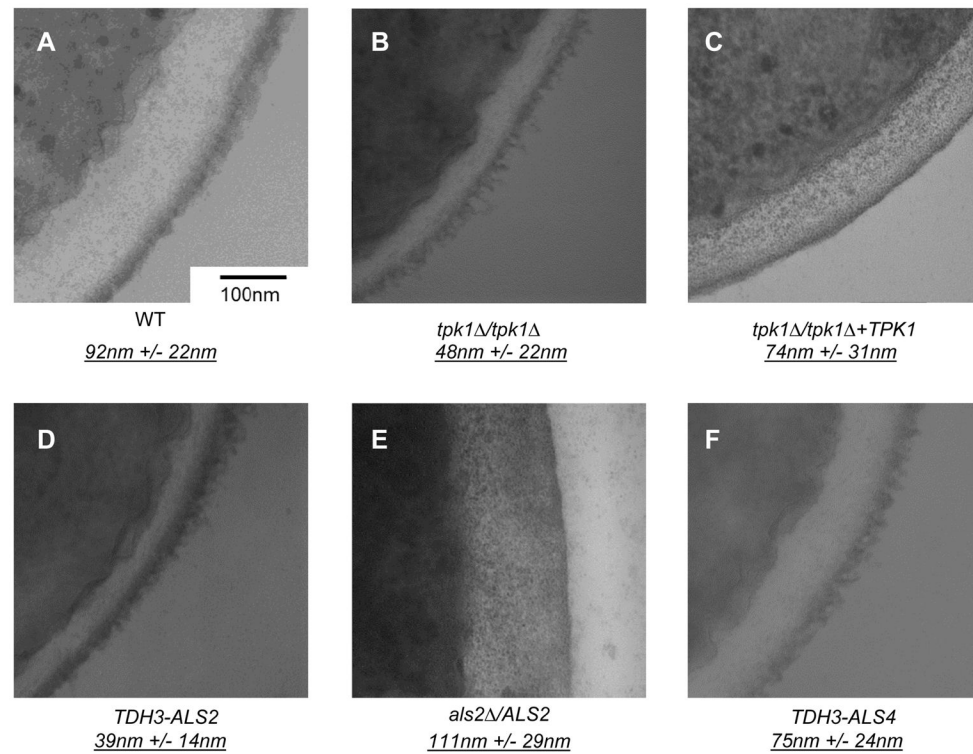 A
B
C
100nm
WT
92nm +/- 22nm
tpk1Δ/tpk1Δ
48nm +/- 22nm
tpk1Δ/tpk1Δ+TPK1
74nm +/- 31nm
D
E
F
TDH3-ALS2
39nm +/- 14nm
als2Δ/ALS2
111nm +/- 29nm
TDH3-ALS4
75nm +/- 24nm